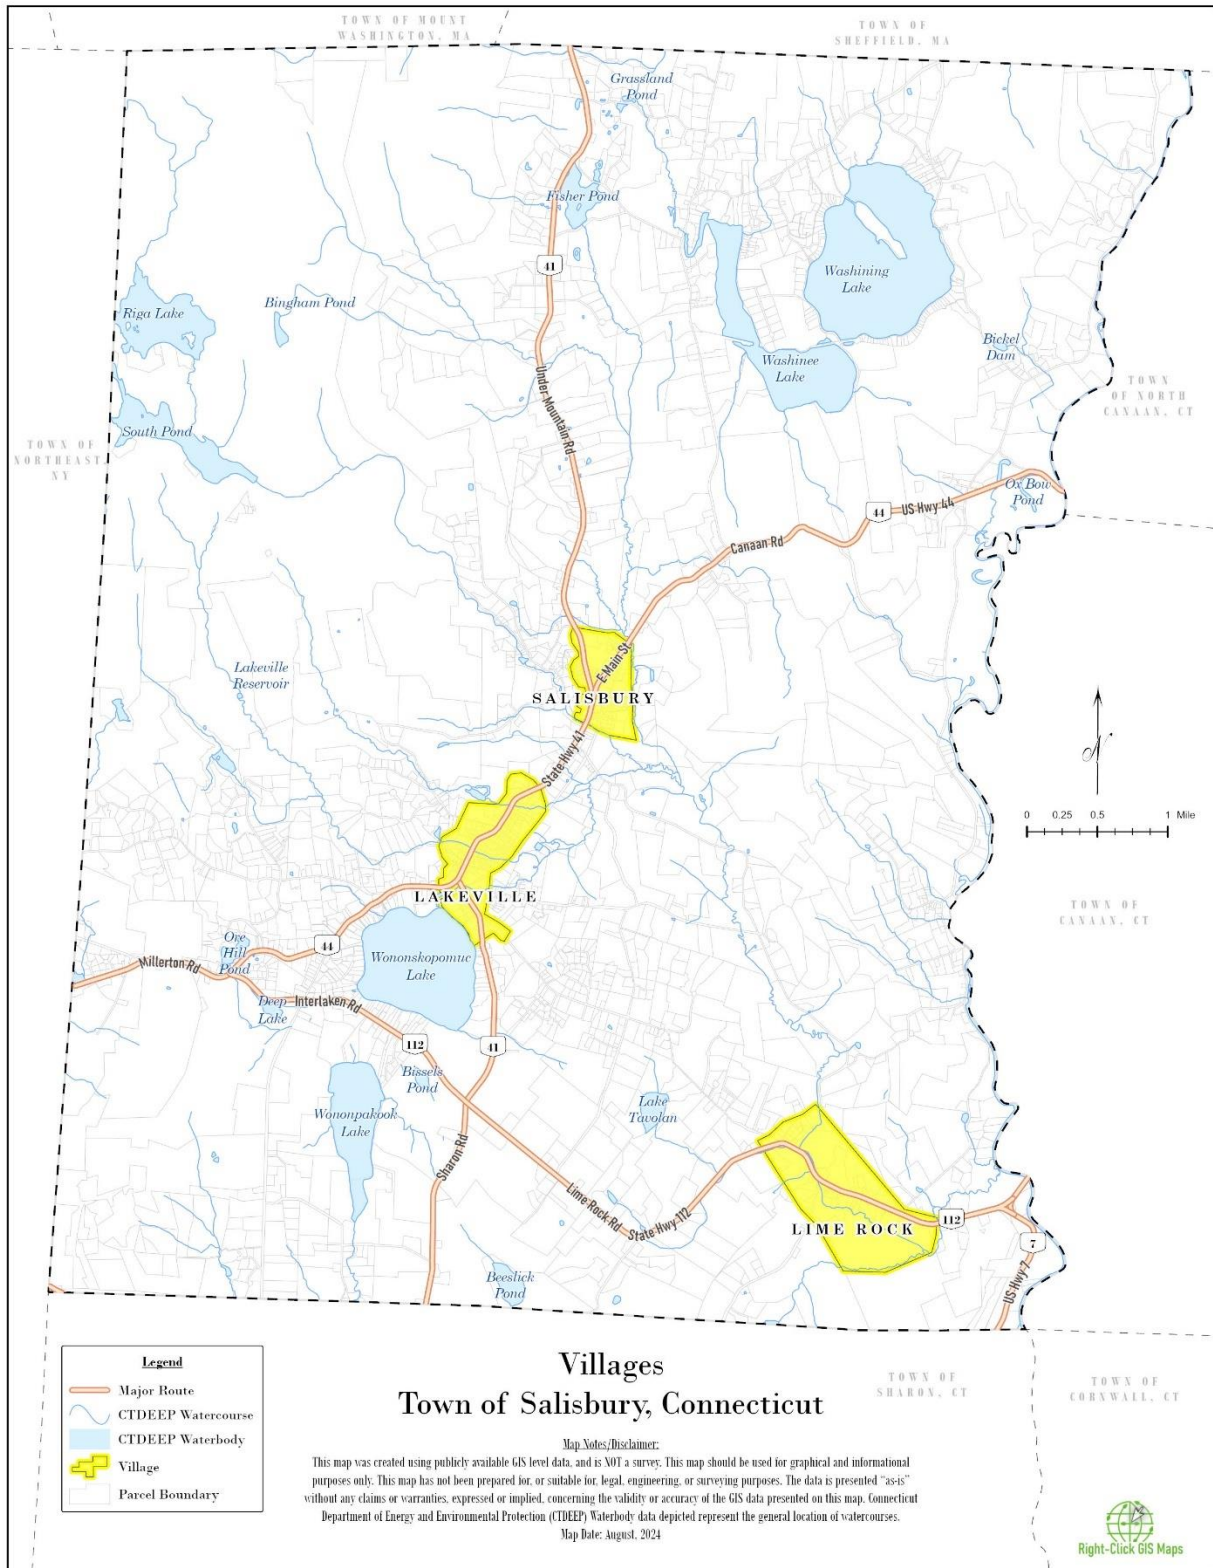 TOWN OF MOUNT
WASHINGTON, MA
TOWN OF
SHEFFIELD, MA
Grassland
Pond
Fisher Pond
41
Washining
Lake
Riga Lake
Bingham Pond
Bickel
Dam
Washinee
Lake
Under Mountain Rd
TOWN
OF NORTH
CANAAN, CT
South Pond
TOWN OF
NORTHEAST,
NY
Ox Bow
Pond
44
US Hwy 44
Canaan Rd
Lakeville
Reservoir
E Main St
SALISBURY
State Hwy 41
N
0 0.25 0.5 1 Mile
LAKEVILLE
TOWN OF
CANAAN, CT
Ore
Hill
Pond
44
Millerton Rd
Wononskopomuc
Lake
Deep
Lake
Interlaken Rd
112
41
Bissels
Pond
Wononpakook
Lake
Lake
Tavolan
Sharon Rd
Lime Rock Rd
State Hwy 112
LIME ROCK
112
7
US Hwy 7
Beeslick
Pond
Legend
Major Route
CTDEEP Watercourse
CTDEEP Waterbody
Village
Parcel Boundary
Villages
Town of Salisbury, Connecticut
TOWN OF
SHARON, CT
TOWN OF
CORNWALL, CT
Map Notes/Disclaimer:
This map was created using publicly available GIS level data, and is NOT a survey. This map should be used for graphical and informational
purposes only. This map has not been prepared for, or suitable for, legal, engineering, or surveying purposes. The data is presented "as-is"
without any claims or warranties, expressed or implied, concerning the validity or accuracy of the GIS data presented on this map. Connecticut
Department of Energy and Environmental Protection (CTDEEP) Waterbody data depicted represent the general location of watercourses.
Map Date: August, 2024
Right-Click GIS Maps